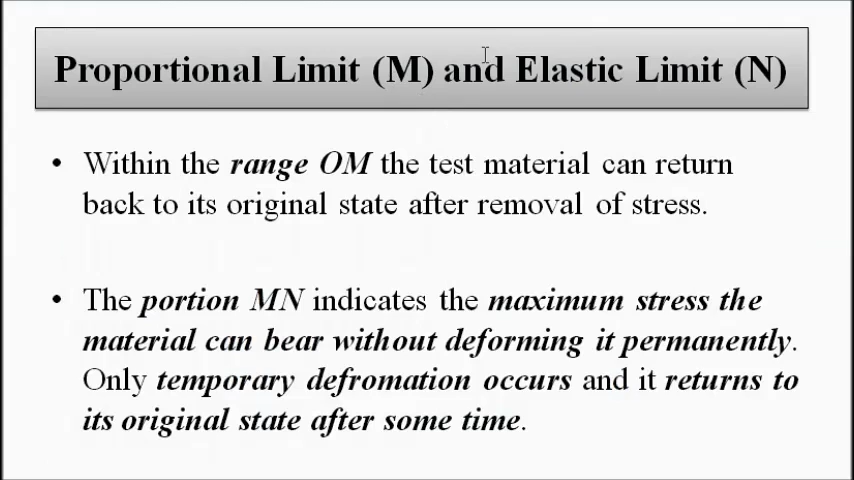 Proportional Limit (M) and Elastic Limit (N)
• Within the range OM the test material can return
back to its original state after removal of stress.
• The portion MN indicates the maximum stress the
material can bear without deforming it permanently.
Only temporary defromation occurs and it returns to
its original state after some time.